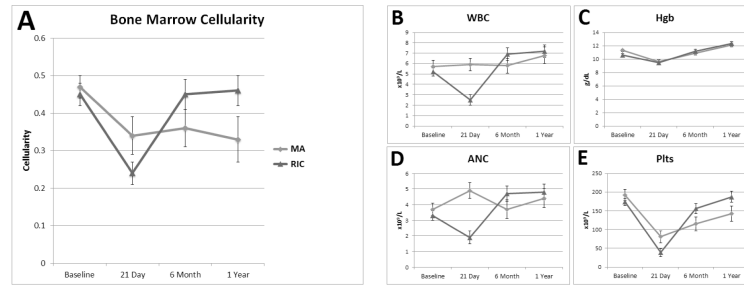 A
Bone Marrow Cellularity
0.6
0.5
0.4
0.3
0.2
0.1
0
Cellularity
Baseline 21 Day 6 Month 1 Year
MA
RIC
B
WBC
9
8
7
6
5
4
3
2
1
0
x10⁹/L
Baseline 21 Day 6 Month 1 Year
C
Hgb
14
12
10
8
6
4
2
0
g/dL
Baseline 21 Day 6 Month 1 Year
D
ANC
6
5
4
3
2
1
0
x10⁹/L
Baseline 21 Day 6 Month 1 Year
E
Plts
250
200
150
100
50
0
x10⁹/L
Baseline 21 Day 6 Month 1 Year